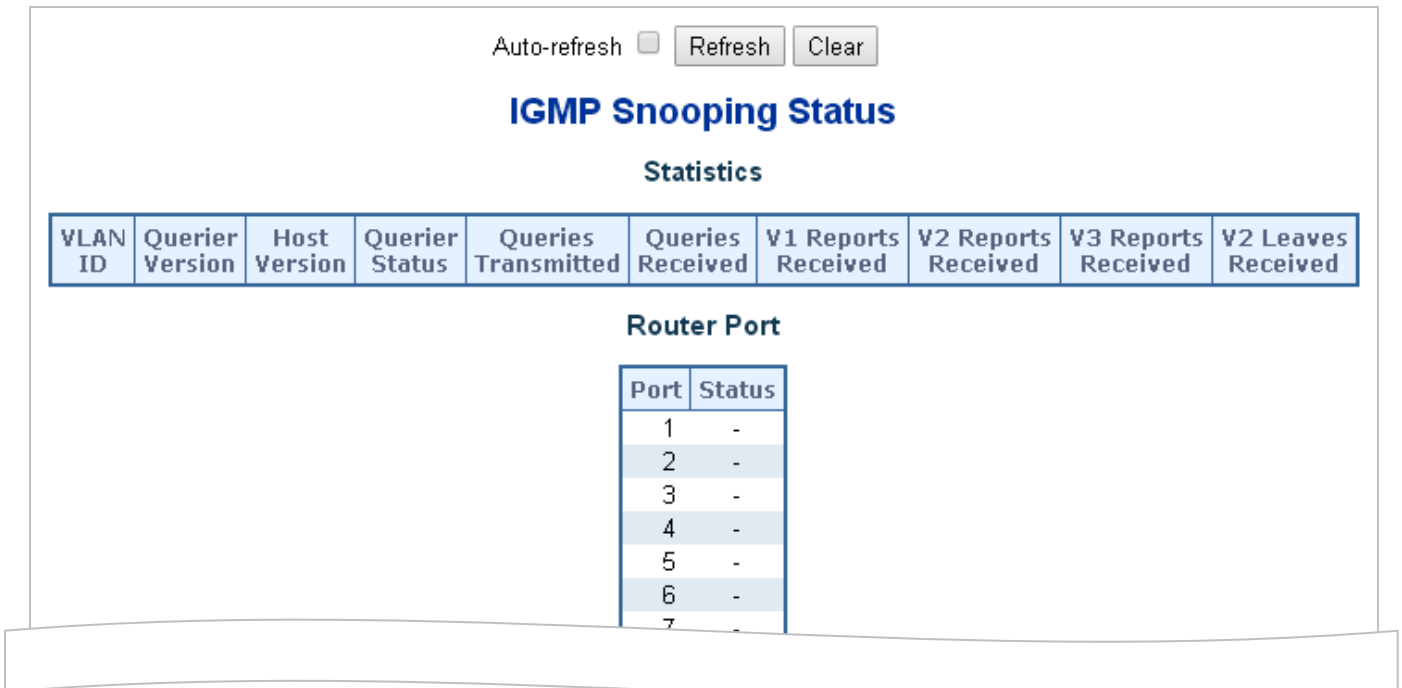 Auto-refresh Refresh Clear
IGMP Snooping Status
Statistics
VLAN ID Querier Version Host Version Querier Status Queries Transmitted Queries Received V1 Reports Received V2 Reports Received V3 Reports Received V2 Leaves Received
Router Port
Port Status
1 -
2 -
3 -
4 -
5 -
6 -
7 -